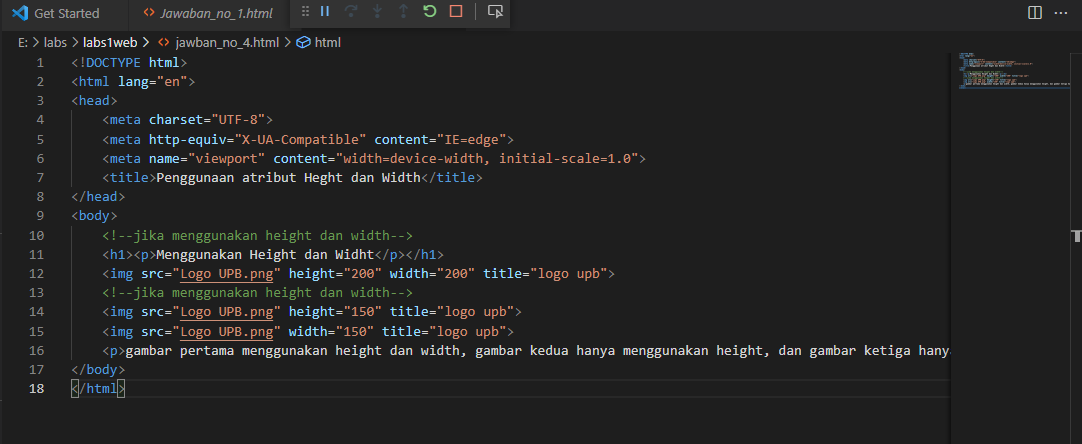 Get Started
Jawaban_no_1.html
E: > labs > labs1web > jawban_no_4.html > html
1 <!DOCTYPE html>
2 <html lang="en">
3 <head>
4 <meta charset="UTF-8">
5 <meta http-equiv="X-UA-Compatible" content="IE=edge">
6 <meta name="viewport" content="width=device-width, initial-scale=1.0">
7 <title>Penggunaan atribut Heght dan Width</title>
8 </head>
9 <body>
10 <!--jika menggunakan height dan width-->
11 <h1><p>Menggunakan Height dan Widht</p></h1>
12 <img src="Logo UPB.png" height="200" width="200" title="logo upb">
13 <!--jika menggunakan height dan width-->
14 <img src="Logo UPB.png" height="150" title="logo upb">
15 <img src="Logo UPB.png" width="150" title="logo upb">
16 <p>gambar pertama menggunakan height dan width, gambar kedua hanya menggunakan height, dan gambar ketiga hany
17 </body>
18 </html>